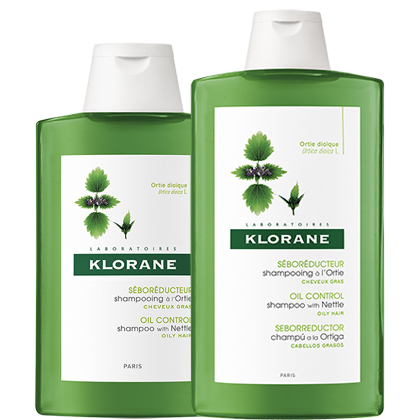 Ortie dioïque
Urtica dioica L.
LABORATOIRES
KLORANE
SÉBORÉDUCTEUR
shampooing à l'Ortie
CHEVEUX GRAS
OIL CONTROL
shampoo with Nettle
OILY HAIR
PARIS
Ortie dioïque
Urtica dioica L.
LABORATOIRES
KLORANE
SÉBORÉDUCTEUR
shampooing à l'Ortie
CHEVEUX GRAS
OIL CONTROL
shampoo with Nettle
OILY HAIR
SEBORREDUCTOR
champú a la Ortiga
CABELLOS GRASOS
PARIS